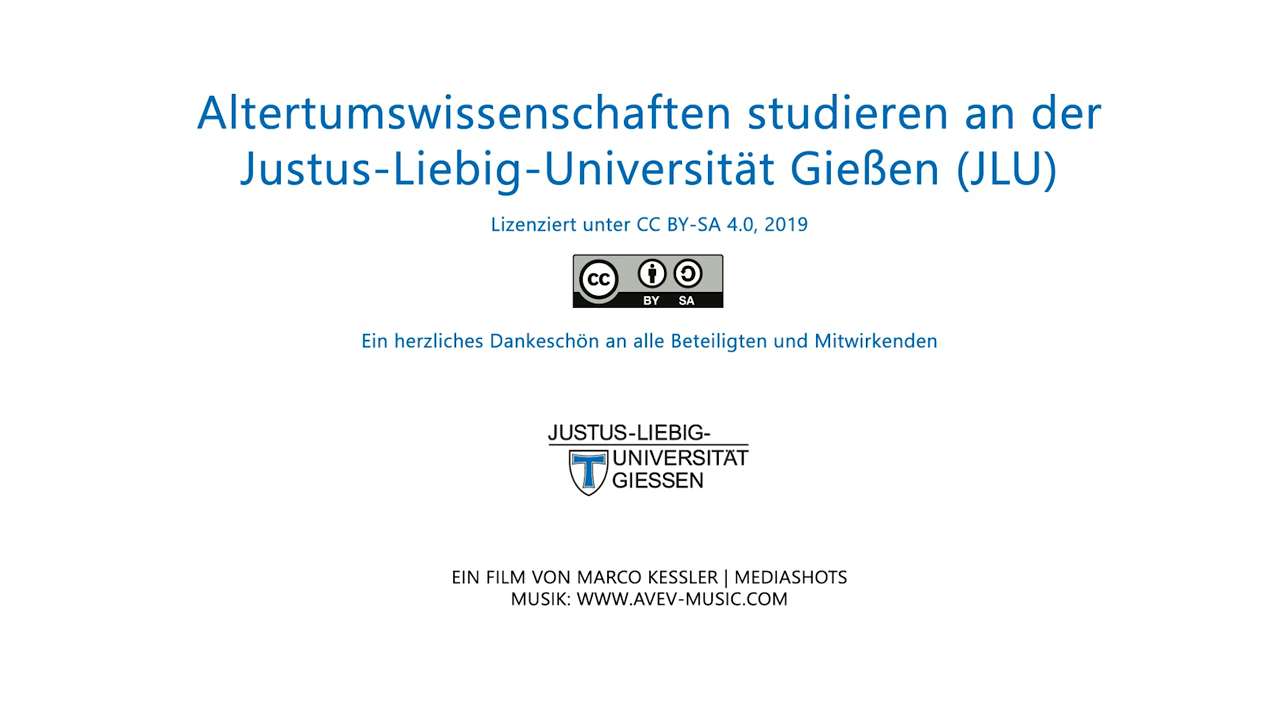 Altertumswissenschaften studieren an der
Justus-Liebig-Universität Gießen (JLU)
Lizenziert unter CC BY-SA 4.0, 2019
cc
BY SA
Ein herzliches Dankeschön an alle Beteiligten und Mitwirkenden
JUSTUS-LIEBIG-
UNIVERSITÄT
GIESSEN
EIN FILM VON MARCO KESSLER | MEDIASHOTS
MUSIK: WWW.AVEV-MUSIC.COM